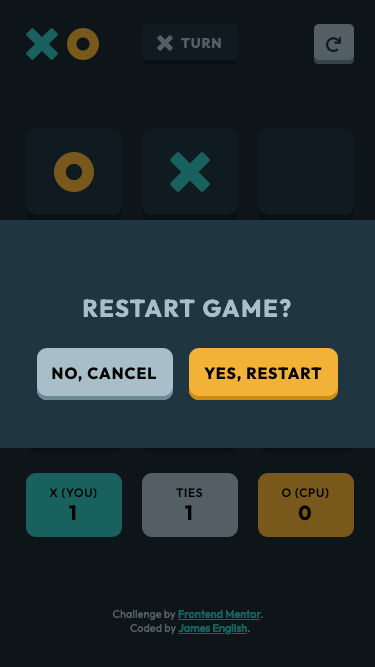 TURN
RESTART GAME?
NO, CANCEL
YES, RESTART
X (YOU)
1
TIES
1
O (CPU)
0
Challenge by Frontend Mentor.
Coded by James English.